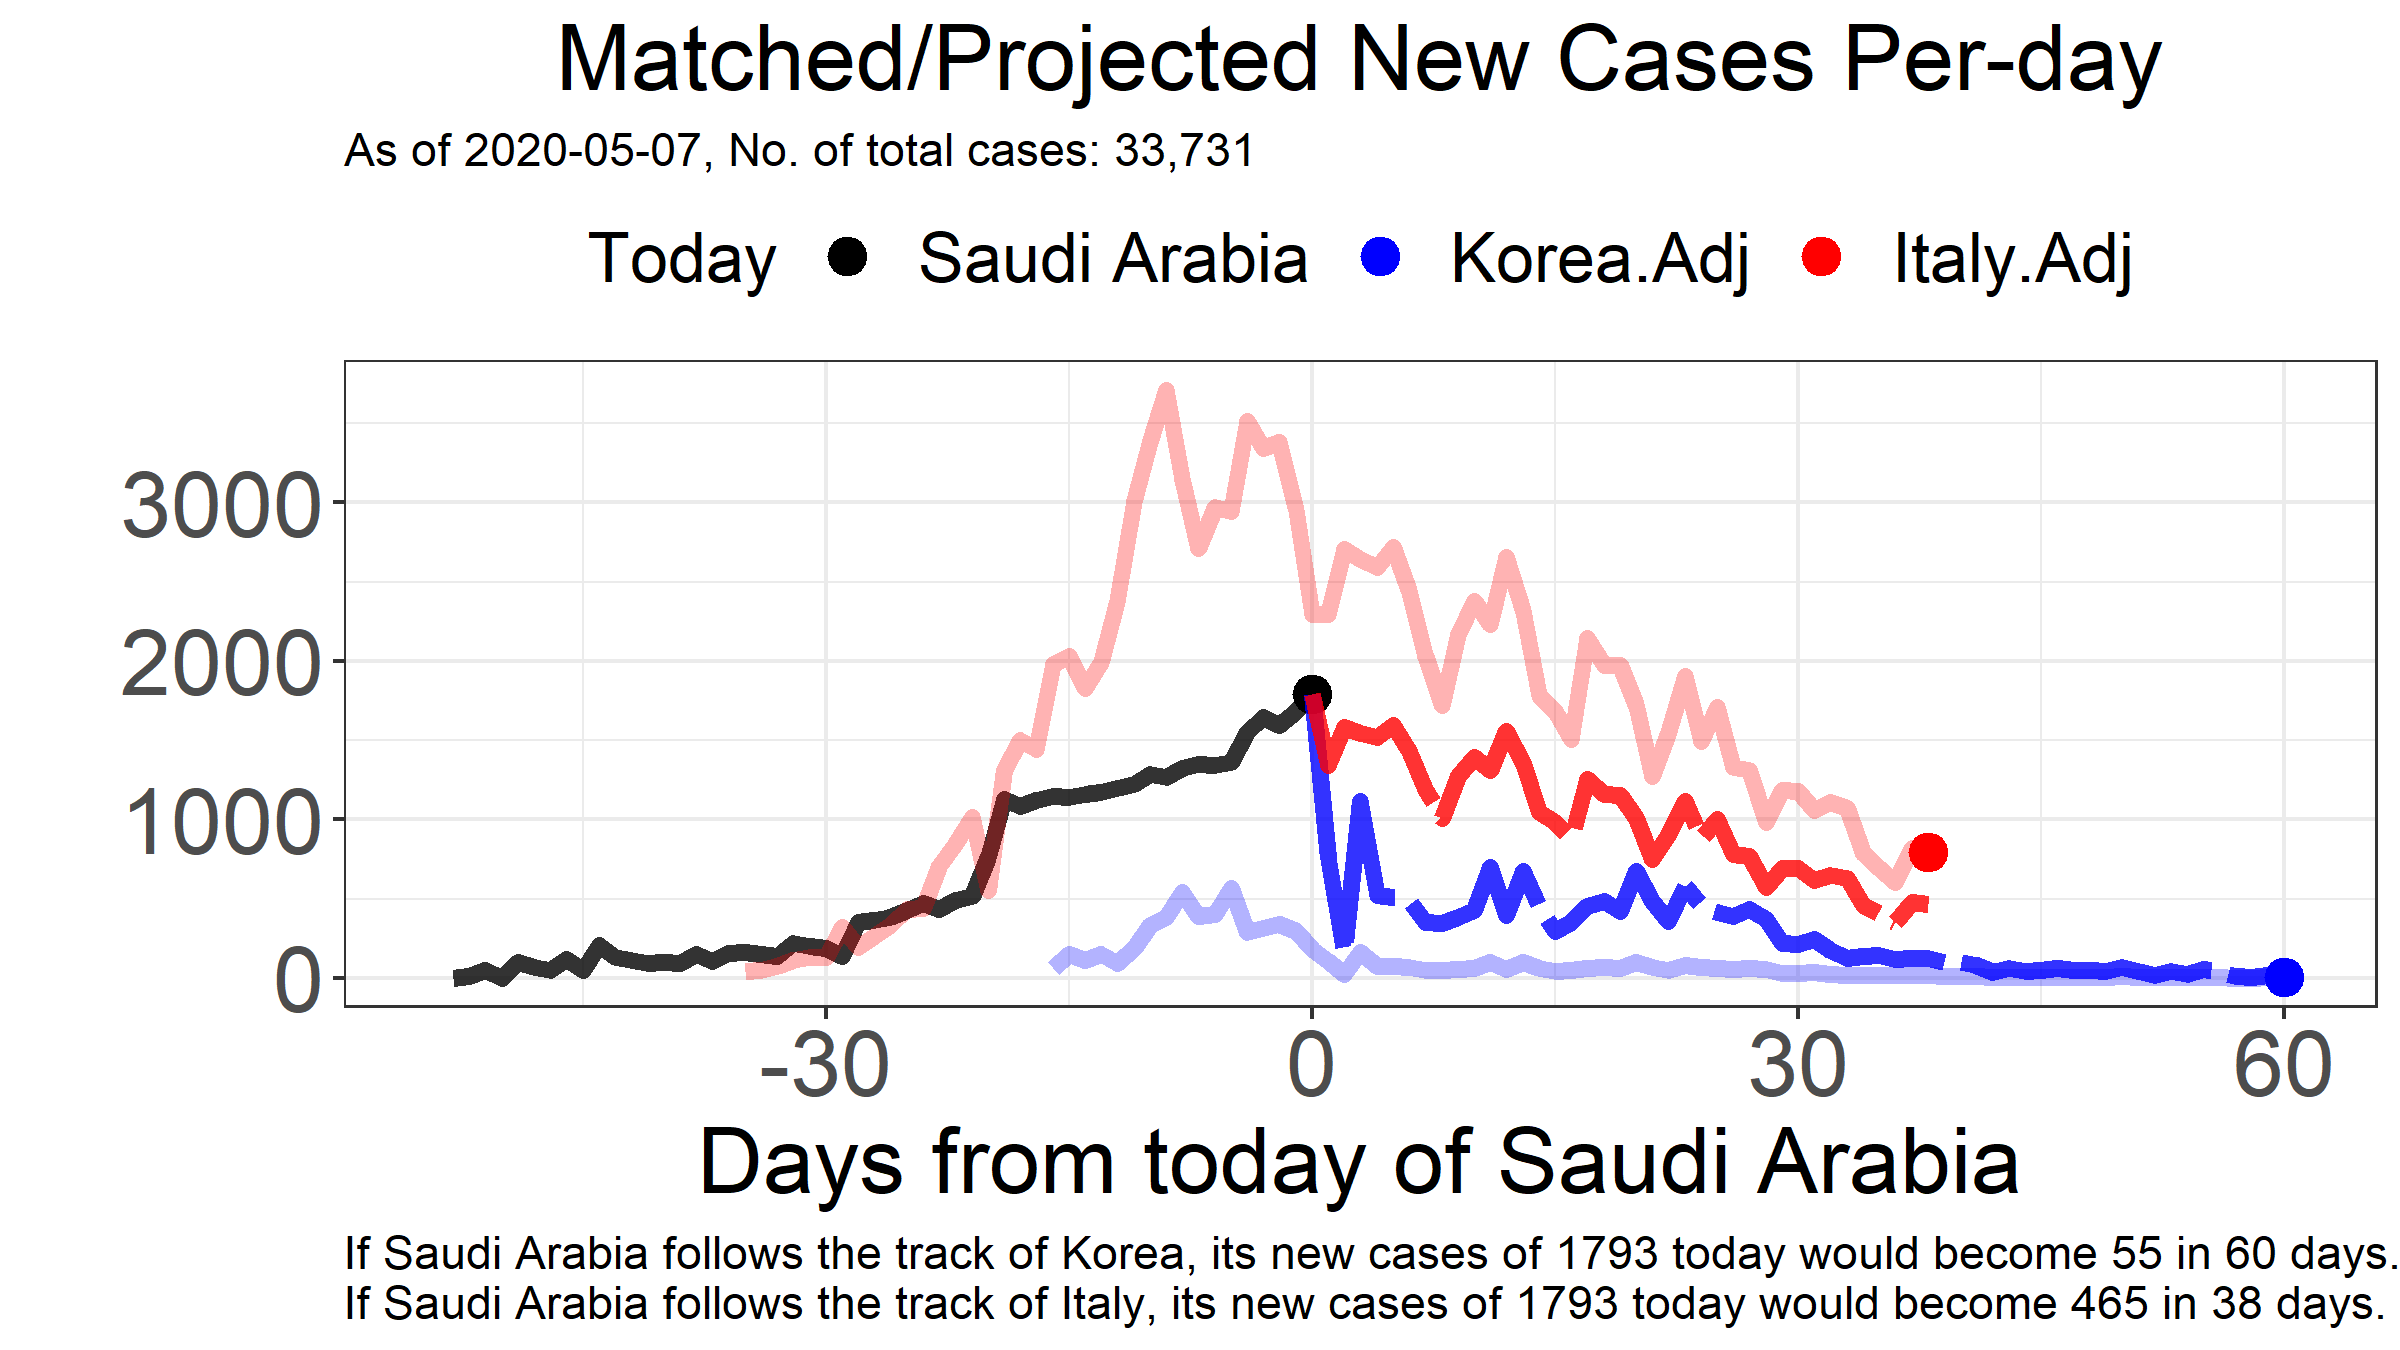 Matched/Projected New Cases Per-day
As of 2020-05-07, No. of total cases: 33,731
Today Saudi Arabia Korea.Adj Italy.Adj
3000
2000
1000
0
-30 0 30 60
Days from today of Saudi Arabia
If Saudi Arabia follows the track of Korea, its new cases of 1793 today would become 55 in 60 days.
If Saudi Arabia follows the track of Italy, its new cases of 1793 today would become 465 in 38 days.